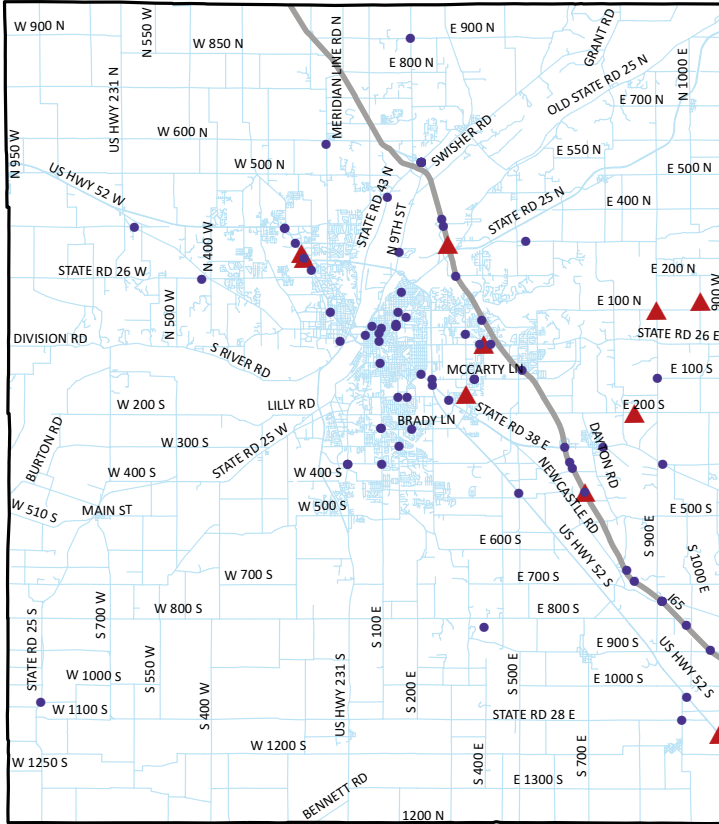 W 900 N
N 550 W
E 900 N
GRANT RD
W 850 N
MERIDIAN LINE RD N
E 800 N
OLD STATE RD 25 N
N 1000 E
US HWY 231 N
E 700 N
W 600 N
SWISHER RD
N 950 W
E 550 N
W 500 N
E 500 N
US HWY 52 W
STATE RD 43 N
STATE RD 25 N
E 400 N
N 9TH ST
N 400 W
STATE RD 26 W
E 200 N
900 W
E 100 N
N 500 W
DIVISION RD
STATE RD 26 E
S RIVER RD
MCCARTY LN
E 100 S
W 200 S
LILLY RD
E 200 S
BRADY LN
STATE RD 38 E
BURTON RD
STATE RD 25 W
DAYTON RD
W 300 S
W 400 S
W 400 S
NEWCASTLE RD
W 510 S
MAIN ST
W 500 S
E 500 S
E 600 S
S 900 E
US HWY 52 S
S 1000 E
W 700 S
E 700 S
I65
S 700 W
W 800 S
S 100 E
E 800 S
STATE RD 25 S
E 900 S
US HWY 52 S
S 550 W
W 1000 S
US HWY 231 S
S 200 E
S 500 E
E 1000 S
S 400 W
W 1100 S
STATE RD 28 E
W 1200 S
S 400 E
S 700 E
W 1250 S
E 1300 S
BENNETT RD
1200 N